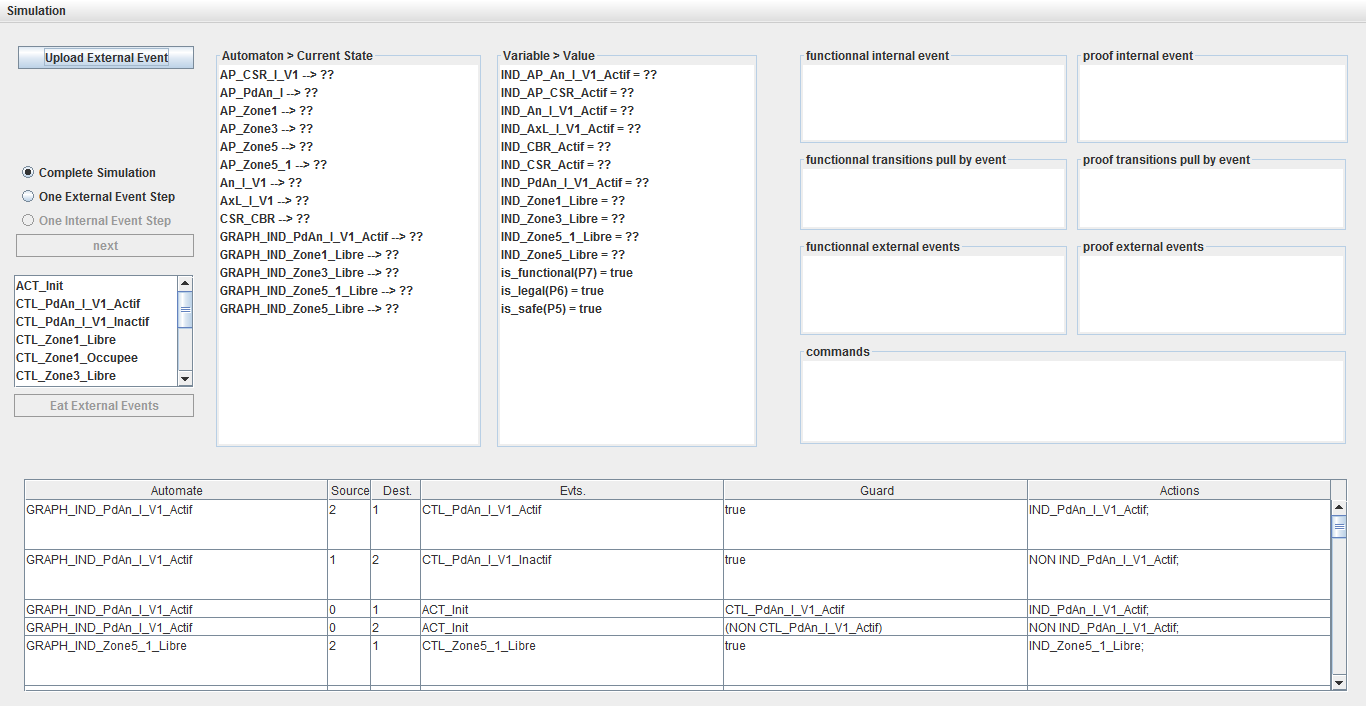 Simulation
Upload External Event
Complete Simulation
One External Event Step
One Internal Event Step
next
ACT_Init
CTL_PdAn_I_V1_Actif
CTL_PdAn_I_V1_Inactif
CTL_Zone1_Libre
CTL_Zone1_Occupee
CTL_Zone3_Libre
Eat External Events
Automaton > Current State
AP_CSR_I_V1 --> ??
AP_PdAn_I --> ??
AP_Zone1 --> ??
AP_Zone3 --> ??
AP_Zone5 --> ??
AP_Zone5_1 --> ??
An_I_V1 --> ??
AxL_I_V1 --> ??
CSR_CBR --> ??
GRAPH_IND_PdAn_I_V1_Actif --> ??
GRAPH_IND_Zone1_Libre --> ??
GRAPH_IND_Zone3_Libre --> ??
GRAPH_IND_Zone5_1_Libre --> ??
GRAPH_IND_Zone5_Libre --> ??
Variable > Value
IND_AP_An_I_V1_Actif = ??
IND_AP_CSR_Actif = ??
IND_An_I_V1_Actif = ??
IND_AxL_I_V1_Actif = ??
IND_CBR_Actif = ??
IND_CSR_Actif = ??
IND_PdAn_I_V1_Actif = ??
IND_Zone1_Libre = ??
IND_Zone3_Libre = ??
IND_Zone5_1_Libre = ??
IND_Zone5_Libre = ??
is_functional(P7) = true
is_legal(P6) = true
is_safe(P5) = true
functionnal internal event
proof internal event
functionnal transitions pull by event
proof transitions pull by event
functionnal external events
proof external events
commands
Automate Source Dest. Evts. Guard Actions
GRAPH_IND_PdAn_I_V1_Actif 2 1 CTL_PdAn_I_V1_Actif true IND_PdAn_I_V1_Actif;
GRAPH_IND_PdAn_I_V1_Actif 1 2 CTL_PdAn_I_V1_Inactif true NON IND_PdAn_I_V1_Actif;
GRAPH_IND_PdAn_I_V1_Actif 0 1 ACT_Init CTL_PdAn_I_V1_Actif IND_PdAn_I_V1_Actif;
GRAPH_IND_PdAn_I_V1_Actif 0 2 ACT_Init (NON CTL_PdAn_I_V1_Actif) NON IND_PdAn_I_V1_Actif;
GRAPH_IND_Zone5_1_Libre 2 1 CTL_Zone5_1_Libre true IND_Zone5_1_Libre;